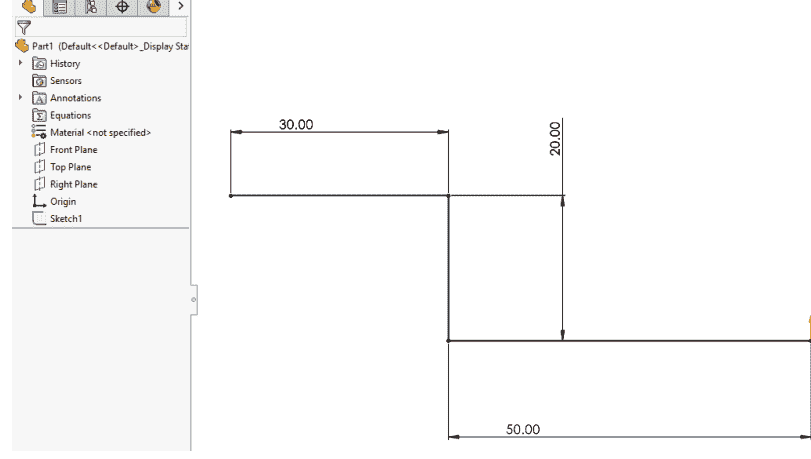 Part1 (Default<<Default>_Display Sta
History
Sensors
Annotations
Equations
Material <not specified>
Front Plane
Top Plane
Right Plane
Origin
Sketch1
30.00
20.00
50.00